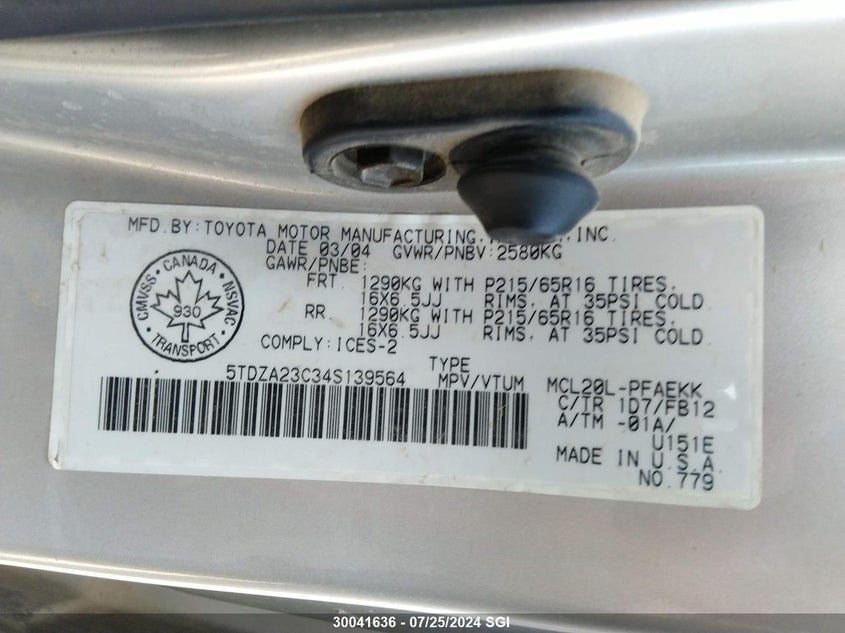 MFD.BY:TOYOTA MOTOR MANUFACTURING, INC.
DATE 03/04 GVWR/PNBV:2580KG
GAWR/PNBE:
FRT. 1290KG WITH P215/65R16 TIRES,
16X6.5JJ RIMS, AT 35PSI COLD.
RR. 1290KG WITH P215/65R16 TIRES,
16X6.5JJ RIMS, AT 35PSI COLD.
COMPLY:ICES-2
CANADA
CMVSS · NSVAC
930
TRANSPORT
5TDZA23C34S139564
TYPE
MPV/VTUM
MCL20L-PFAEKK
C/TR 1D7/FB12
A/TM -01A/
U151E
MADE IN U.S.A.
NO.779
30041636 - 07/25/2024 SGI